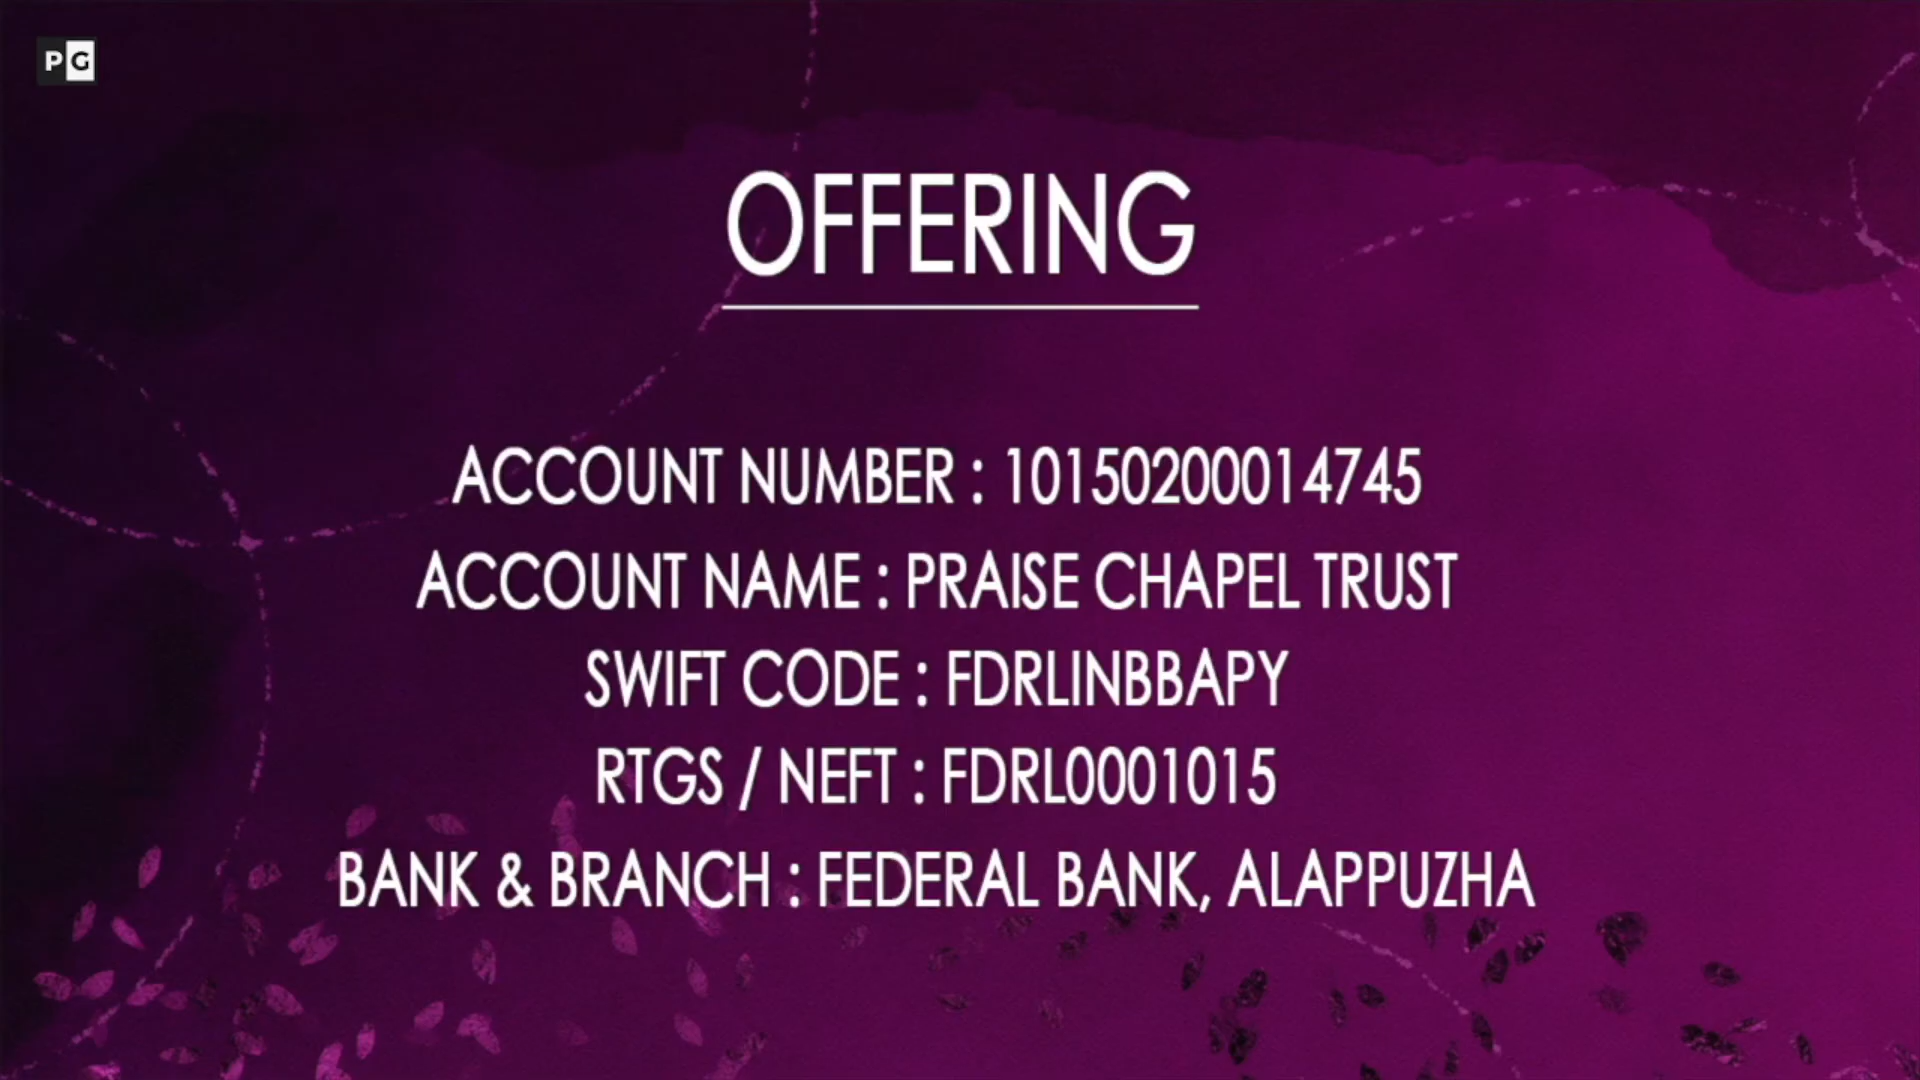 PG
OFFERING
ACCOUNT NUMBER : 10150200014745
ACCOUNT NAME : PRAISE CHAPEL TRUST
SWIFT CODE : FDRLINBBAPY
RTGS / NEFT : FDRL0001015
BANK & BRANCH : FEDERAL BANK, ALAPPUZHA